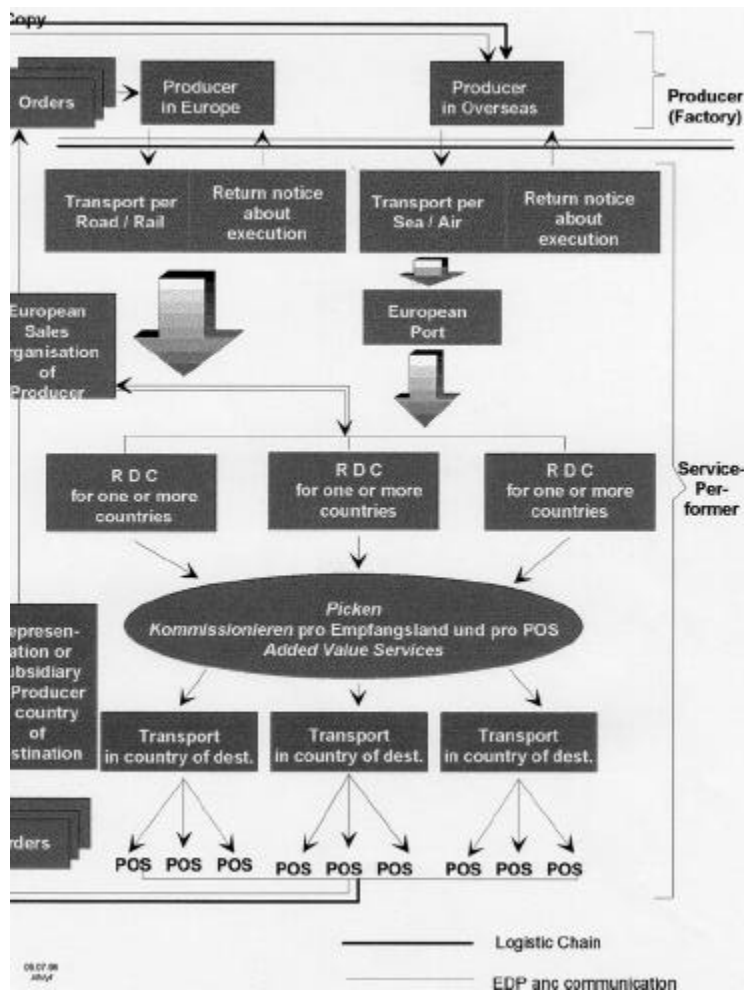 Copy
Orders
Producer
in Europe
Producer
in Overseas
Producer
(Factory)
Transport per
Road / Rail
Return notice
about
execution
Transport per
Sea / Air
Return notice
about
execution
European
Sales
rganisation
of
Producer
European
Port
R D C
for one or more
countries
R D C
for one or more
countries
R D C
for one or more
countries
Service-
Per-
former
Picken
Kommissionieren pro Empfangsland und pro POS
Added Value Services
epresen-
ation or
ubsidiary
Producer
country
of
stination
Transport
in country of dest.
Transport
in country of dest.
Transport
in country of dest.
rders
POS POS POS POS POS POS POS POS POS
Logistic Chain
EDP and communication